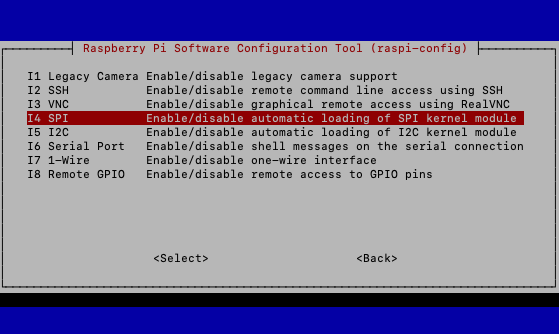 Raspberry Pi Software Configuration Tool (raspi-config)
I1 Legacy Camera Enable/disable legacy camera support
I2 SSH Enable/disable remote command line access using SSH
I3 VNC Enable/disable graphical remote access using RealVNC
I4 SPI Enable/disable automatic loading of SPI kernel module
I5 I2C Enable/disable automatic loading of I2C kernel module
I6 Serial Port Enable/disable shell messages on the serial connection
I7 1-Wire Enable/disable one-wire interface
I8 Remote GPIO Enable/disable remote access to GPIO pins
<Select> <Back>